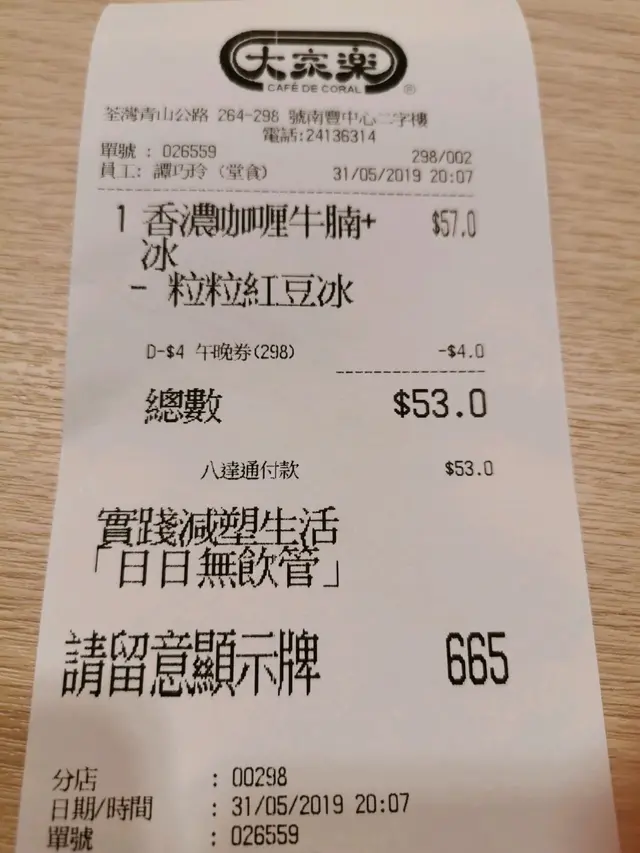 大家樂
CAFÉ DE CORAL ®
荃灣青山公路 264-298 號南豐中心二字樓
電話:24136314
單號 : 026559 298/002
員工: 譚巧玲 (堂食) 31/05/2019 20:07
1 香濃咖喱牛腩+ $57.0
冰
- 粒粒紅豆冰
D-$4 午晚券(298) -$4.0
總數 $53.0
八達通付款 $53.0
實踐減塑生活
「日日無飲管」
請留意顯示牌 665
分店 : 00298
日期/時間 : 31/05/2019 20:07
單號 : 026559